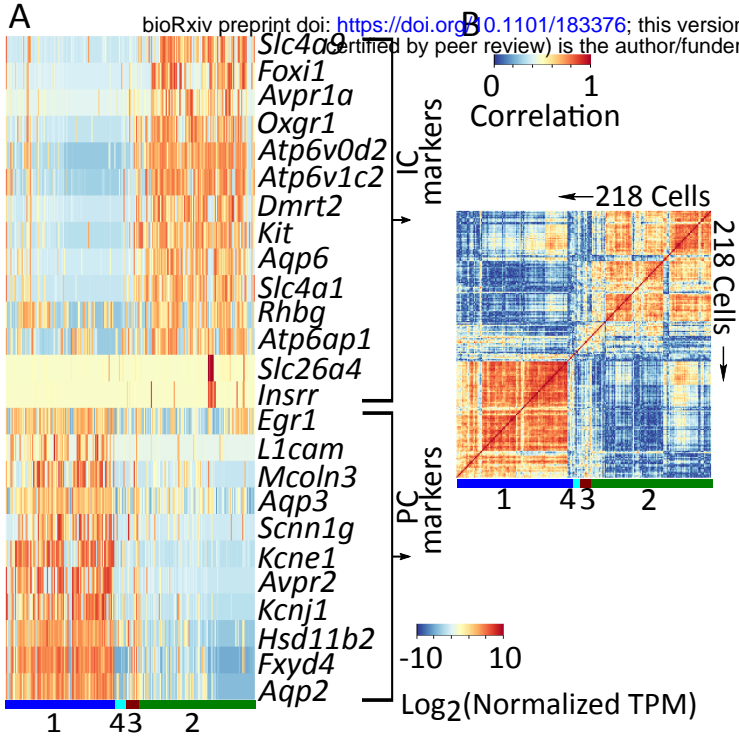 A
bioRxiv preprint doi: https://doi.org/10.1101/183376; this version
B
certified by peer review) is the author/funder
Slc4a9
Foxi1
Avpr1a
Oxgr1
Atp6v0d2
Atp6v1c2
Dmrt2
Kit
Aqp6
Slc4a1
Rhbg
Atp6ap1
Slc26a4
Insrr
Egr1
L1cam
Mcoln3
Aqp3
Scnn1g
Kcne1
Avpr2
Kcnj1
Hsd11b2
Fxyd4
Aqp2
IC
markers
PC
markers
1 4 3 2
0 1
Correlation
218 Cells
218 Cells
1 4 3 2
-10 10
Log2(Normalized TPM)